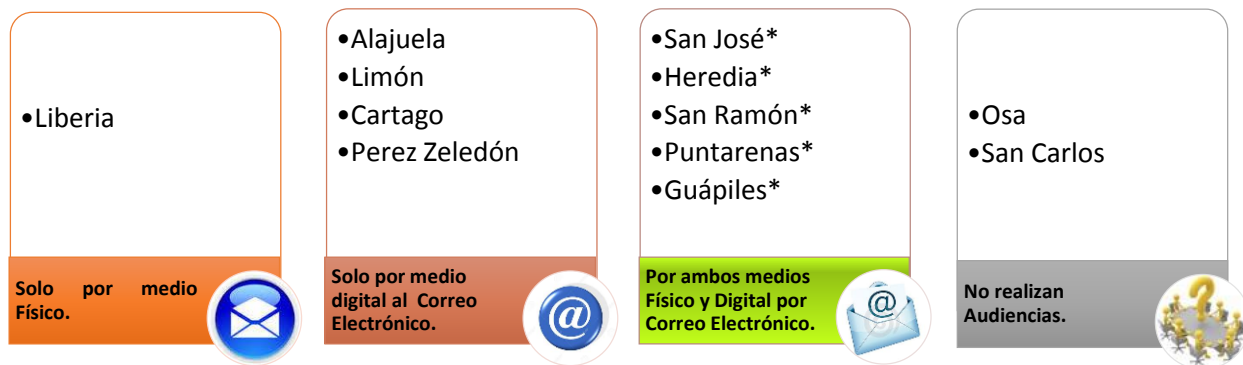 •Liberia
Solo por medio
Físico.
•Alajuela
•Limón
•Cartago
•Perez Zeledón
Solo por medio
digital al Correo
Electrónico.
@
•San José*
•Heredia*
•San Ramón*
•Puntarenas*
•Guápiles*
Por ambos medios
Físico y Digital por
Correo Electrónico.
@
•Osa
•San Carlos
No realizan
Audiencias.
?